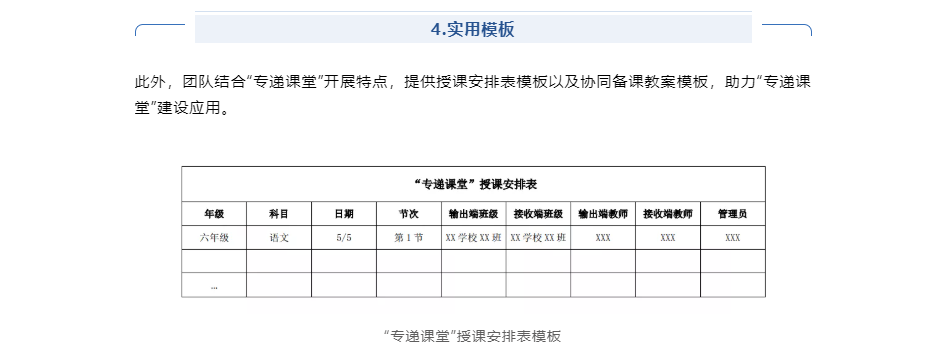 4.实用模板
此外，团队结合“专递课堂”开展特点，提供授课安排表模板以及协同备课教案模板，助力“专递课
堂”建设应用。
“专递课堂”授课安排表
年级 科目 日期 节次 输出端班级 接收端班级 输出端教师 接收端教师 管理员
六年级 语文 5/5 第 1 节 XX 学校 XX 班 XX 学校 XX 班 XXX XXX XXX
...
“专递课堂”授课安排表模板